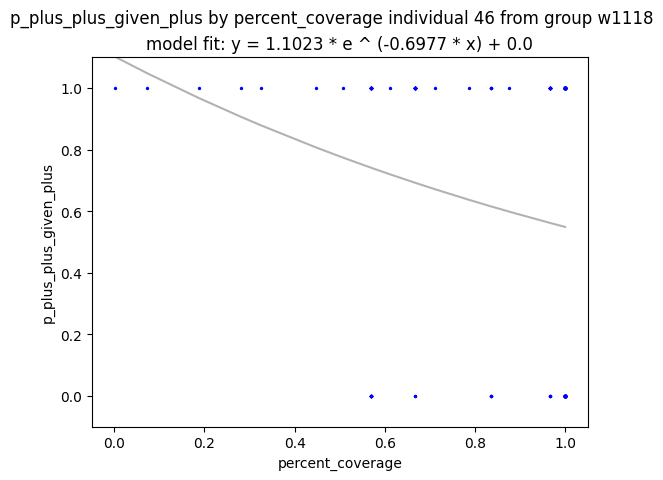 p_plus_plus_given_plus by percent_coverage individual 46 from group w1118
model fit: y = 1.1023 * e ^ (-0.6977 * x) + 0.0
1.0
0.8
0.6
0.4
0.2
0.0
p_plus_plus_given_plus
0.0 0.2 0.4 0.6 0.8 1.0
percent_coverage